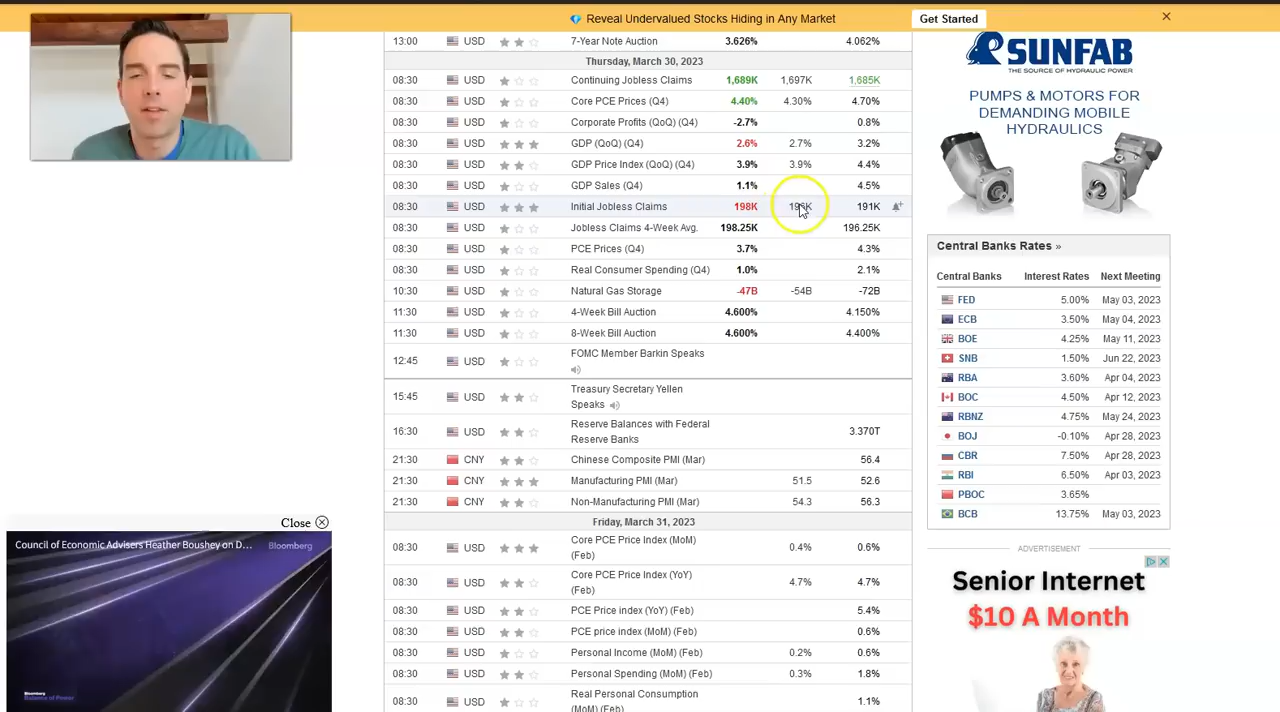 Reveal Undervalued Stocks Hiding in Any Market
Get Started
13:00 USD 7-Year Note Auction 3.626% 4.062%
Thursday, March 30, 2023
08:30 USD Continuing Jobless Claims 1,689K 1,697K 1,685K
08:30 USD Core PCE Prices (Q4) 4.40% 4.30% 4.70%
08:30 USD Corporate Profits (QoQ) (Q4) -2.7% 0.8%
08:30 USD GDP (QoQ) (Q4) 2.6% 2.7% 3.2%
08:30 USD GDP Price Index (QoQ) (Q4) 3.9% 3.9% 4.4%
08:30 USD GDP Sales (Q4) 1.1% 4.5%
08:30 USD Initial Jobless Claims 198K 191K
08:30 USD Jobless Claims 4-Week Avg. 198.25K 196.25K
08:30 USD PCE Prices (Q4) 3.7% 4.3%
08:30 USD Real Consumer Spending (Q4) 1.0% 2.1%
10:30 USD Natural Gas Storage -47B -54B -72B
11:30 USD 4-Week Bill Auction 4.600% 4.150%
11:30 USD 8-Week Bill Auction 4.600% 4.400%
12:45 USD FOMC Member Barkin Speaks
15:45 USD Treasury Secretary Yellen
Speaks
16:30 USD Reserve Balances with Federal
Reserve Banks 3.370T
21:30 CNY Chinese Composite PMI (Mar) 56.4
21:30 CNY Manufacturing PMI (Mar) 51.5 52.6
21:30 CNY Non-Manufacturing PMI (Mar) 54.3 56.3
Friday, March 31, 2023
08:30 USD Core PCE Price Index (MoM)
(Feb) 0.4% 0.6%
08:30 USD Core PCE Price Index (YoY)
(Feb) 4.7% 4.7%
08:30 USD PCE Price index (YoY) (Feb) 5.4%
08:30 USD PCE price index (MoM) (Feb) 0.6%
08:30 USD Personal Income (MoM) (Feb) 0.2% 0.6%
08:30 USD Personal Spending (MoM) (Feb) 0.3% 1.8%
08:30 USD Real Personal Consumption
(MoM) (Feb) 1.1%
SUNFAB
THE SOURCE OF HYDRAULIC POWER
PUMPS & MOTORS FOR
DEMANDING MOBILE
HYDRAULICS
Central Banks Rates »
Central Banks Interest Rates Next Meeting
FED 5.00% May 03, 2023
ECB 3.50% May 04, 2023
BOE 4.25% May 11, 2023
SNB 1.50% Jun 22, 2023
RBA 3.60% Apr 04, 2023
BOC 4.50% Apr 12, 2023
RBNZ 4.75% May 24, 2023
BOJ -0.10% Apr 28, 2023
CBR 7.50% Apr 28, 2023
RBI 6.50% Apr 03, 2023
PBOC 3.65%
BCB 13.75% May 03, 2023
ADVERTISEMENT
Senior Internet
$10 A Month
Close
Council of Economic Advisers Heather Boushey on D...
Bloomberg
Bloomberg
Balance of Power